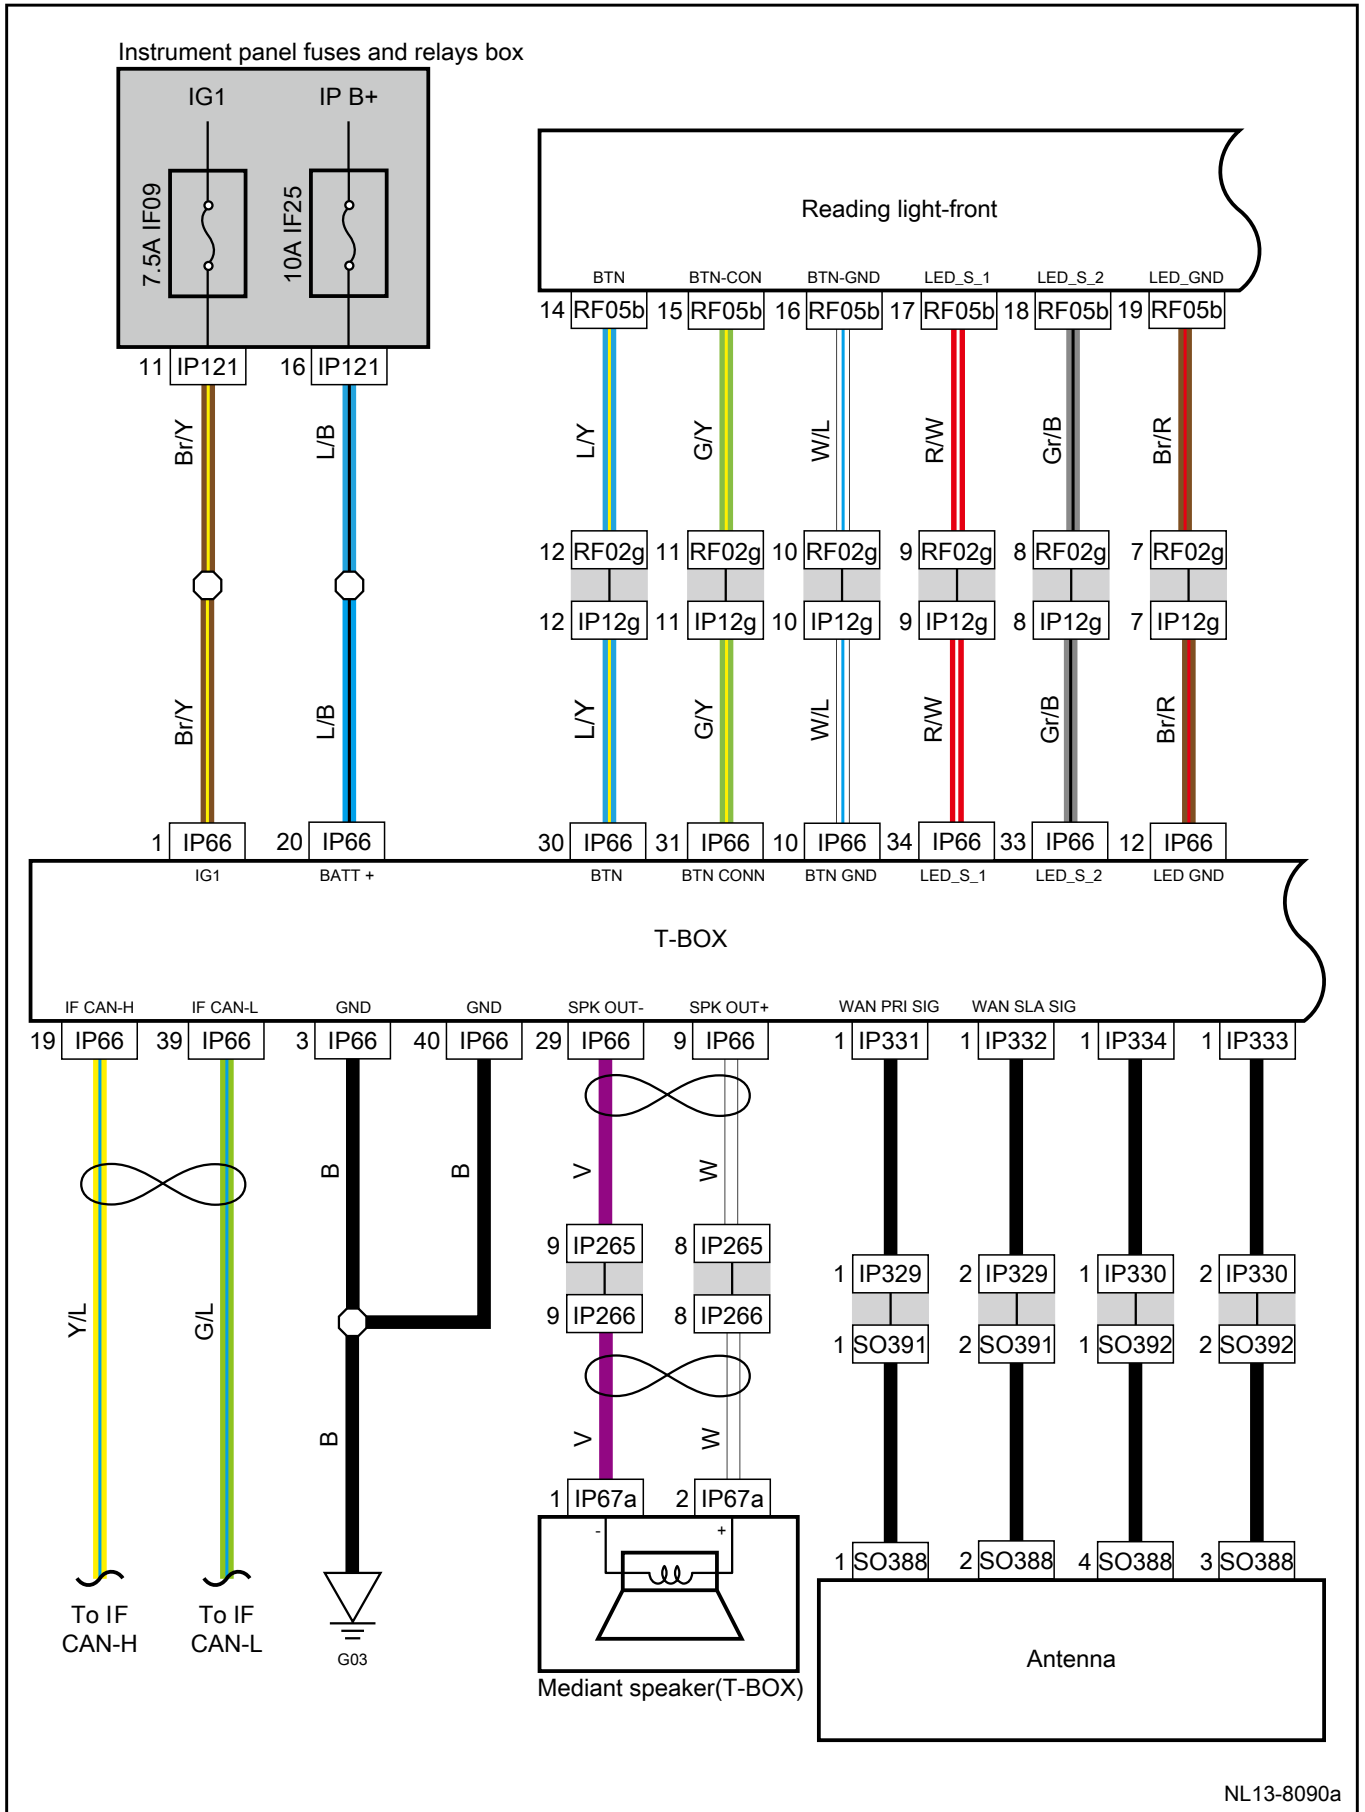 Instrument panel fuses and relays box
IG1 IP B+
7.5A IF09
10A IF25
11 IP121 16 IP121
Reading light-front
BTN BTN-CON BTN-GND LED_S_1 LED_S_2 LED_GND
14 RF05b 15 RF05b 16 RF05b 17 RF05b 18 RF05b 19 RF05b
Br/Y L/B L/Y G/Y W/L R/W Gr/B Br/R
12 RF02g 11 RF02g 10 RF02g 9 RF02g 8 RF02g 7 RF02g
12 IP12g 11 IP12g 10 IP12g 9 IP12g 8 IP12g 7 IP12g
Br/Y L/B L/Y G/Y W/L R/W Gr/B Br/R
1 IP66 20 IP66 30 IP66 31 IP66 10 IP66 34 IP66 33 IP66 12 IP66
IG1 BATT + BTN BTN CONN BTN GND LED_S_1 LED_S_2 LED GND
T-BOX
IF CAN-H IF CAN-L GND GND SPK OUT- SPK OUT+ WAN PRI SIG WAN SLA SIG
19 IP66 39 IP66 3 IP66 40 IP66 29 IP66 9 IP66 1 IP331 1 IP332 1 IP334 1 IP333
B B V W
9 IP265 8 IP265
1 IP329 2 IP329 1 IP330 2 IP330
9 IP266 8 IP266
Y/L G/L
1 SO391 2 SO391 1 SO392 2 SO392
B V W
1 IP67a 2 IP67a
- +
1 SO388 2 SO388 4 SO388 3 SO388
To IF
CAN-H
To IF
CAN-L
G03
Mediant speaker(T-BOX)
Antenna
NL13-8090a